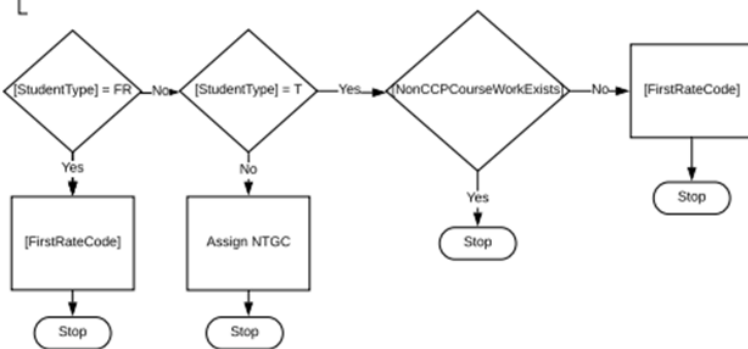 [StudentType] = FR
No
[StudentType] = T
Yes
[NonCCPCourseWorkExists]
No
[FirstRateCode]
Yes
No
Yes
Stop
[FirstRateCode]
Assign NTGC
Stop
Stop
Stop